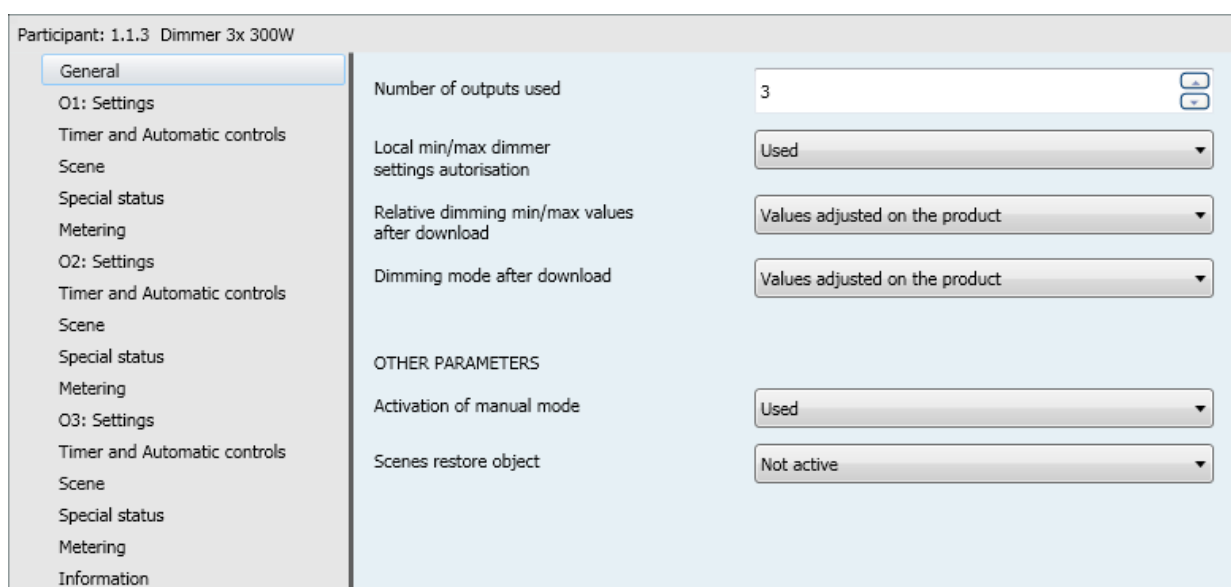 Participant: 1.1.3 Dimmer 3x 300W
General
O1: Settings
Timer and Automatic controls
Scene
Special status
Metering
O2: Settings
Timer and Automatic controls
Scene
Special status
Metering
O3: Settings
Timer and Automatic controls
Scene
Special status
Metering
Information
Number of outputs used
3
Local min/max dimmer
settings autorisation
Used
Relative dimming min/max values
after download
Values adjusted on the product
Dimming mode after download
Values adjusted on the product
OTHER PARAMETERS
Activation of manual mode
Used
Scenes restore object
Not active